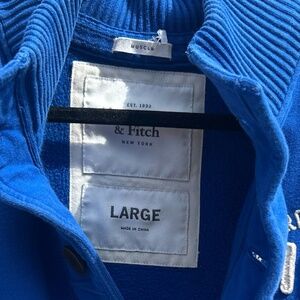 MUSCLE
EST. 1892
& Fitch
NEW YORK
LARGE
MADE IN CHINA